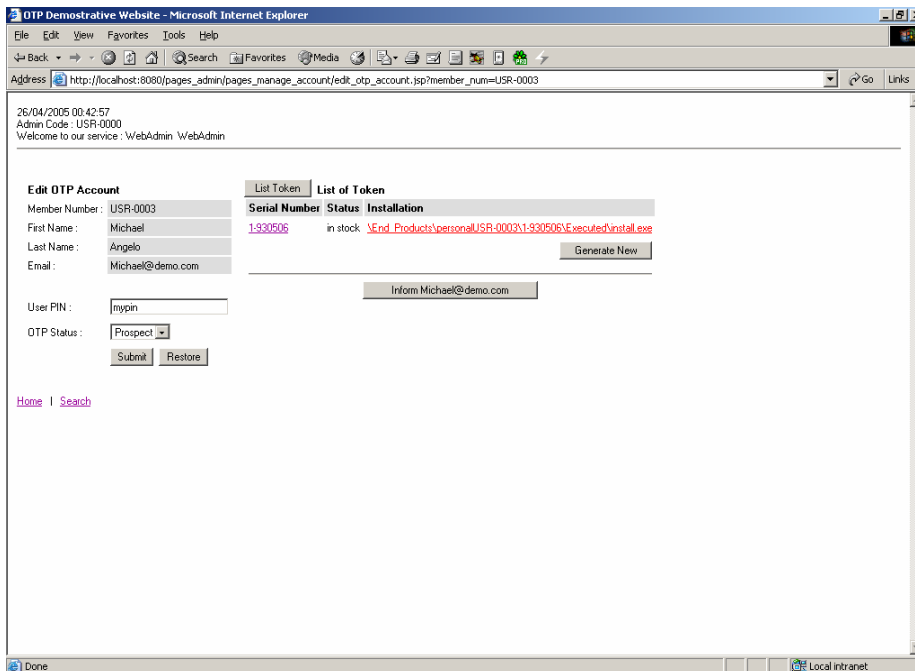 OTP Demostrative Website - Microsoft Internet Explorer
File Edit View Favorites Tools Help
Back Search Favorites Media
Address http://localhost:8080/pages_admin/pages_manage_account/edit_otp_account.jsp?member_num=USR-0003 Go Links
26/04/2005 00:42:57
Admin Code : USR-0000
Welcome to our service : WebAdmin WebAdmin
Edit OTP Account
Member Number : USR-0003
First Name : Michael
Last Name : Angelo
Email : Michael@demo.com
User PIN : mypin
OTP Status : Prospect
Submit Restore
List Token List of Token
Serial Number Status Installation
1-930506 in stock \End_Products\personalUSR-0003\1-930506\Executed\install.exe
Generate New
Inform Michael@demo.com
Home | Search
Done Local intranet